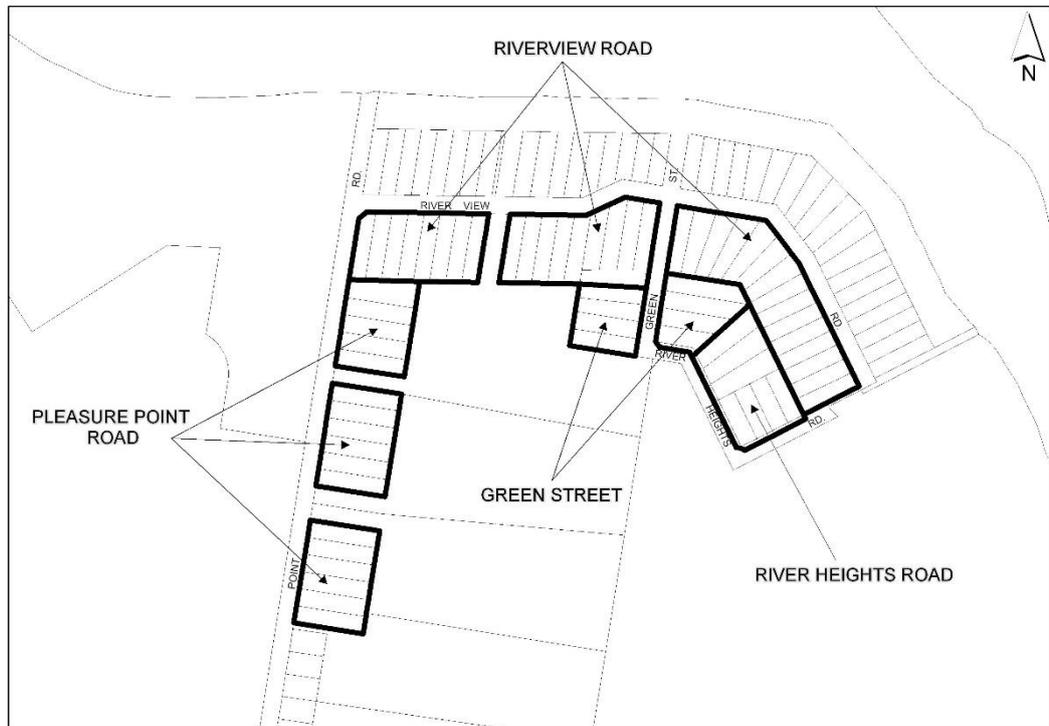 RIVERVIEW ROAD
N
RD.
ST.
RIVER VIEW
GREEN
RIVER
RD.
HEIGHTS
RD.
PLEASURE POINT
ROAD
GREEN STREET
POINT
RIVER HEIGHTS ROAD